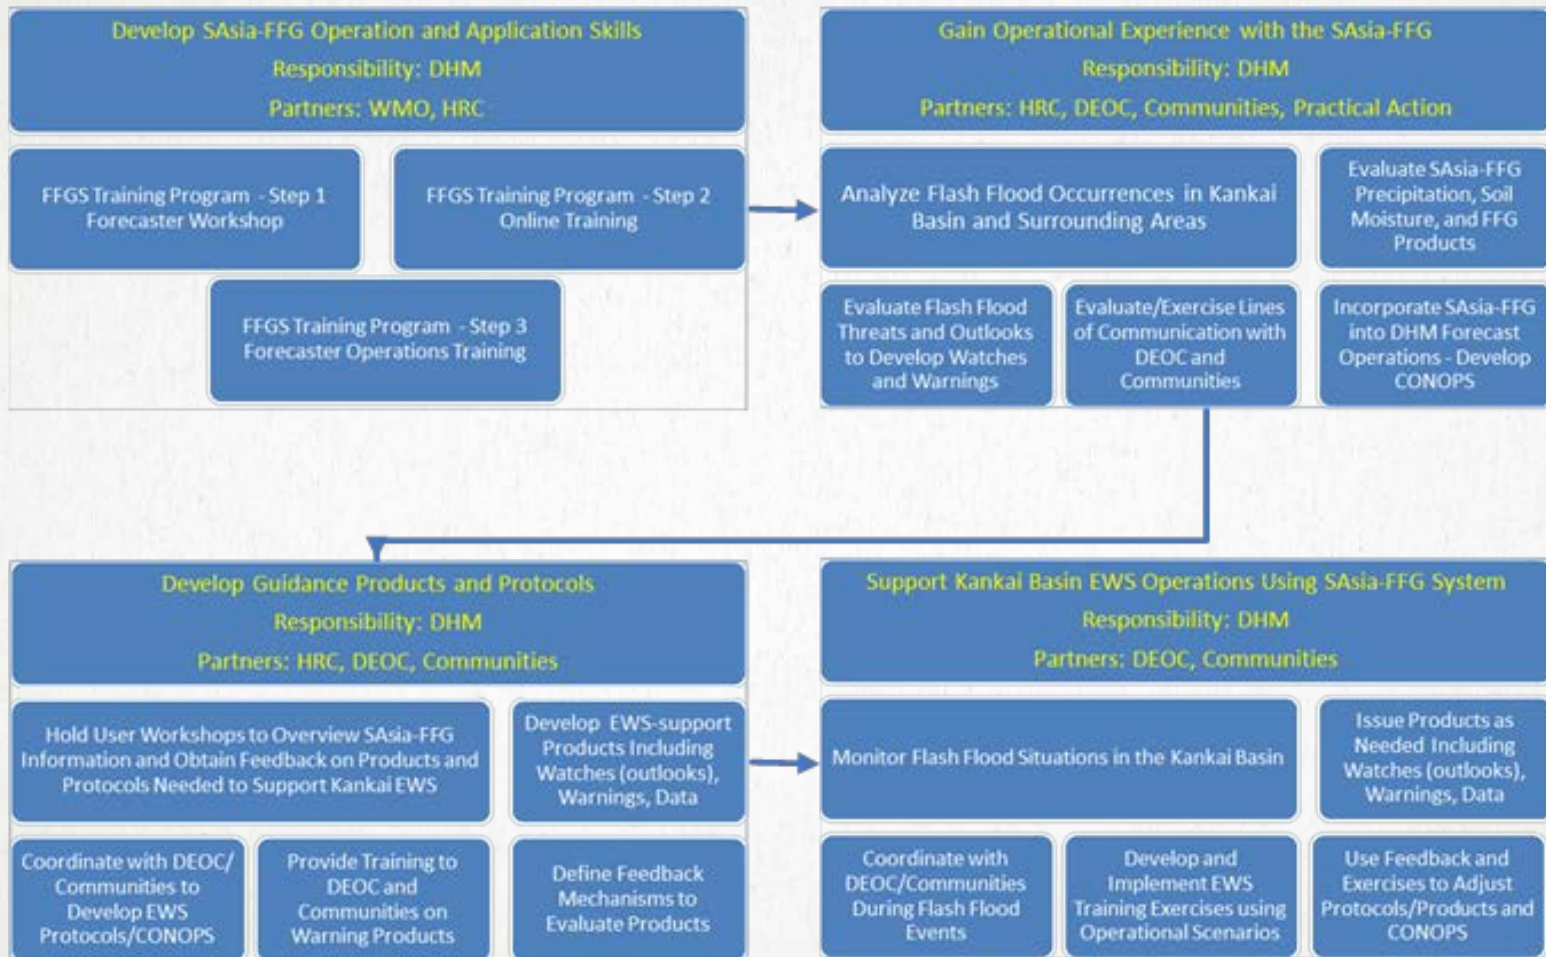 Develop SAsia-FFG Operation and Application Skills
Responsibility: DHM
Partners: WMO, HRC
FFGS Training Program - Step 1
Forecaster Workshop
FFGS Training Program - Step 2
Online Training
FFGS Training Program - Step 3
Forecaster Operations Training
Gain Operational Experience with the SAsia-FFG
Responsibility: DHM
Partners: HRC, DEOC, Communities, Practical Action
Analyze Flash Flood Occurrences in Kankai
Basin and Surrounding Areas
Evaluate SAsia-FFG
Precipitation, Soil
Moisture, and FFG
Products
Evaluate Flash Flood
Threats and Outlooks
to Develop Watches
and Warnings
Evaluate/Exercise Lines
of Communication with
DEOC and
Communities
Incorporate SAsia-FFG
into DHM Forecast
Operations - Develop
CONOPS
Develop Guidance Products and Protocols
Responsibility: DHM
Partners: HRC, DEOC, Communities
Hold User Workshops to Overview SAsia-FFG
Information and Obtain Feedback on Products and
Protocols Needed to Support Kankai EWS
Develop EWS-support
Products Including
Watches (outlooks),
Warnings, Data
Coordinate with DEOC/
Communities to
Develop EWS
Protocols/CONOPS
Provide Training to
DEOC and
Communities on
Warning Products
Define Feedback
Mechanisms to
Evaluate Products
Support Kankai Basin EWS Operations Using SAsia-FFG System
Responsibility: DHM
Partners: DEOC, Communities
Monitor Flash Flood Situations in the Kankai Basin
Issue Products as
Needed Including
Watches (outlooks),
Warnings, Data
Coordinate with
DEOC/Communities
During Flash Flood
Events
Develop and
Implement EWS
Training Exercises using
Operational Scenarios
Use Feedback and
Exercises to Adjust
Protocols/Products and
CONOPS